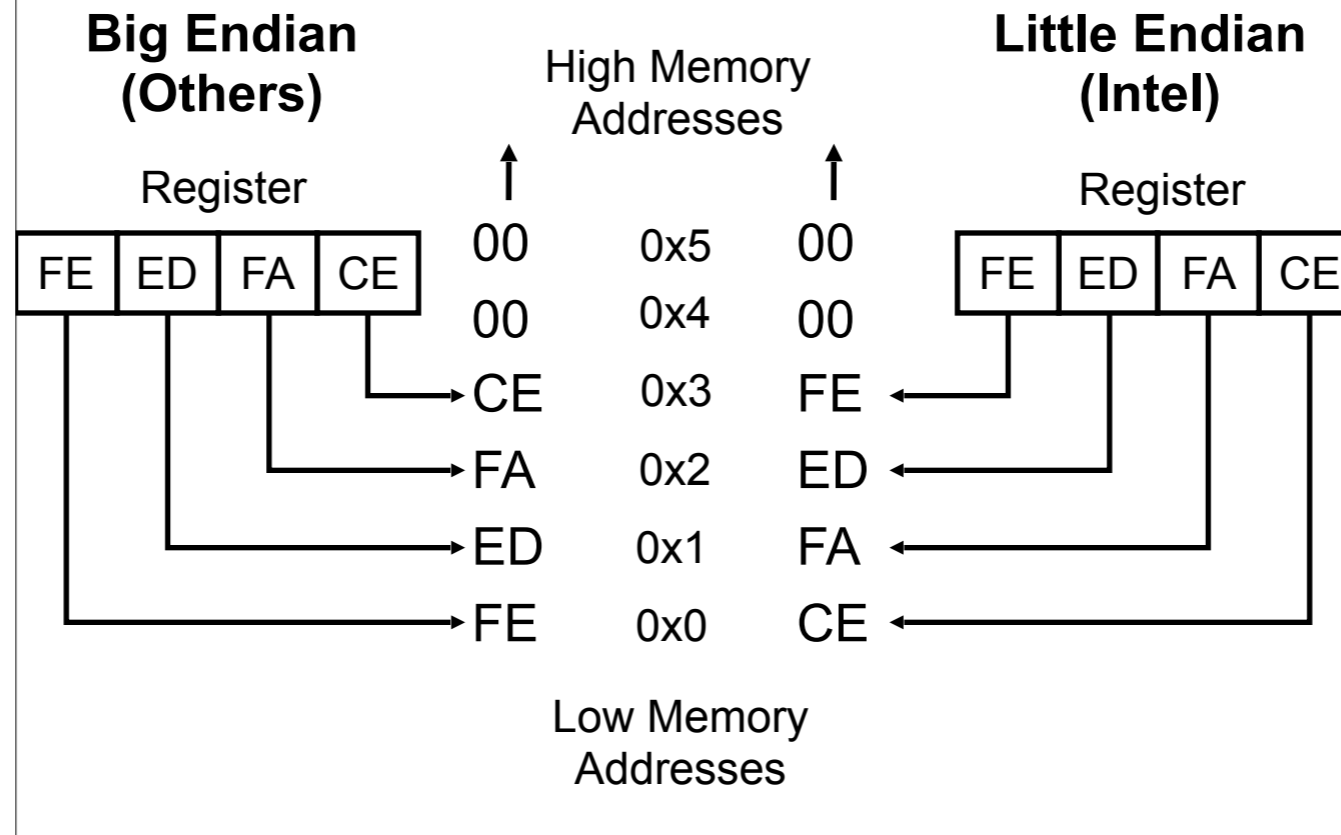 Big Endian
(Others)
High Memory
Addresses
Little Endian
(Intel)
Register
Register
FE ED FA CE
00 0x5 00
FE ED FA CE
00 0x4 00
CE 0x3 FE
FA 0x2 ED
ED 0x1 FA
FE 0x0 CE
Low Memory
Addresses